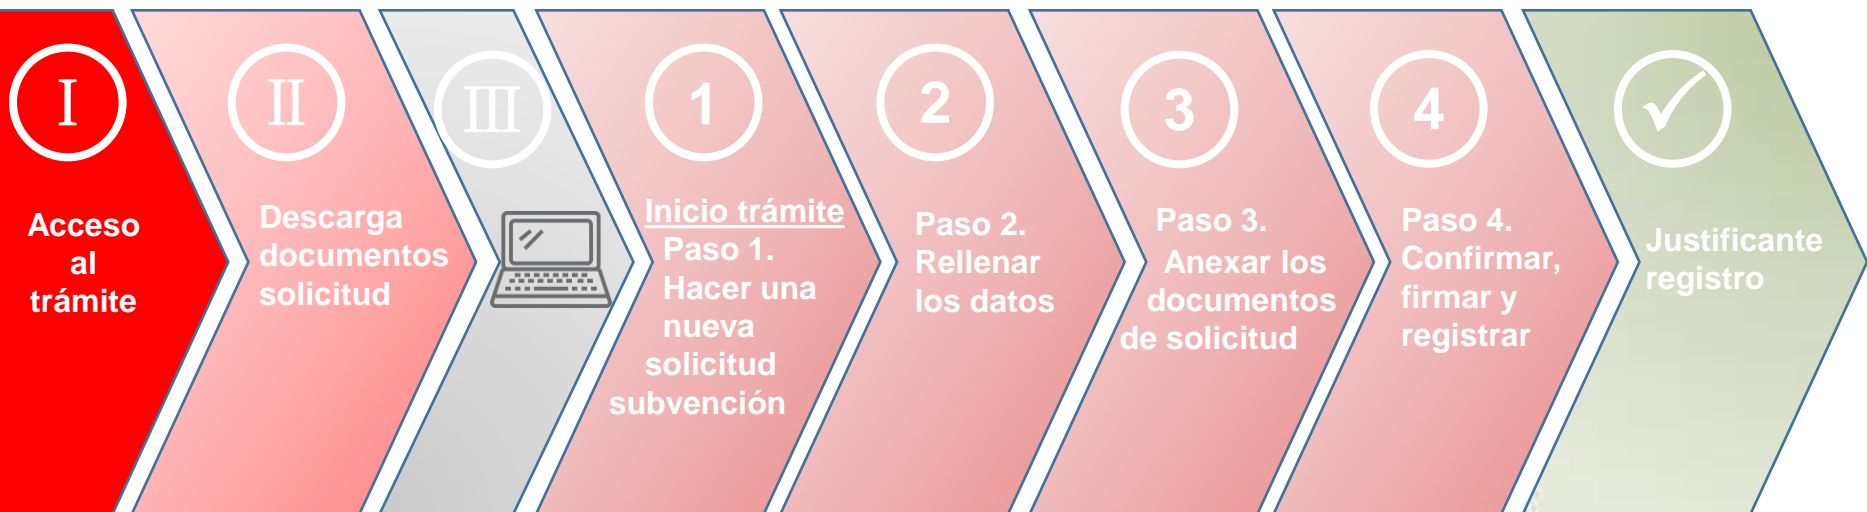 I
Acceso
al
trámite
II
Descarga
documentos
solicitud
III
1
Inicio trámite
Paso 1.
Hacer una
nueva
solicitud
subvención
2
Paso 2.
Rellenar
los datos
3
Paso 3.
Anexar los
documentos
de solicitud
4
Paso 4.
Confirmar,
firmar y
registrar
Justificante
registro